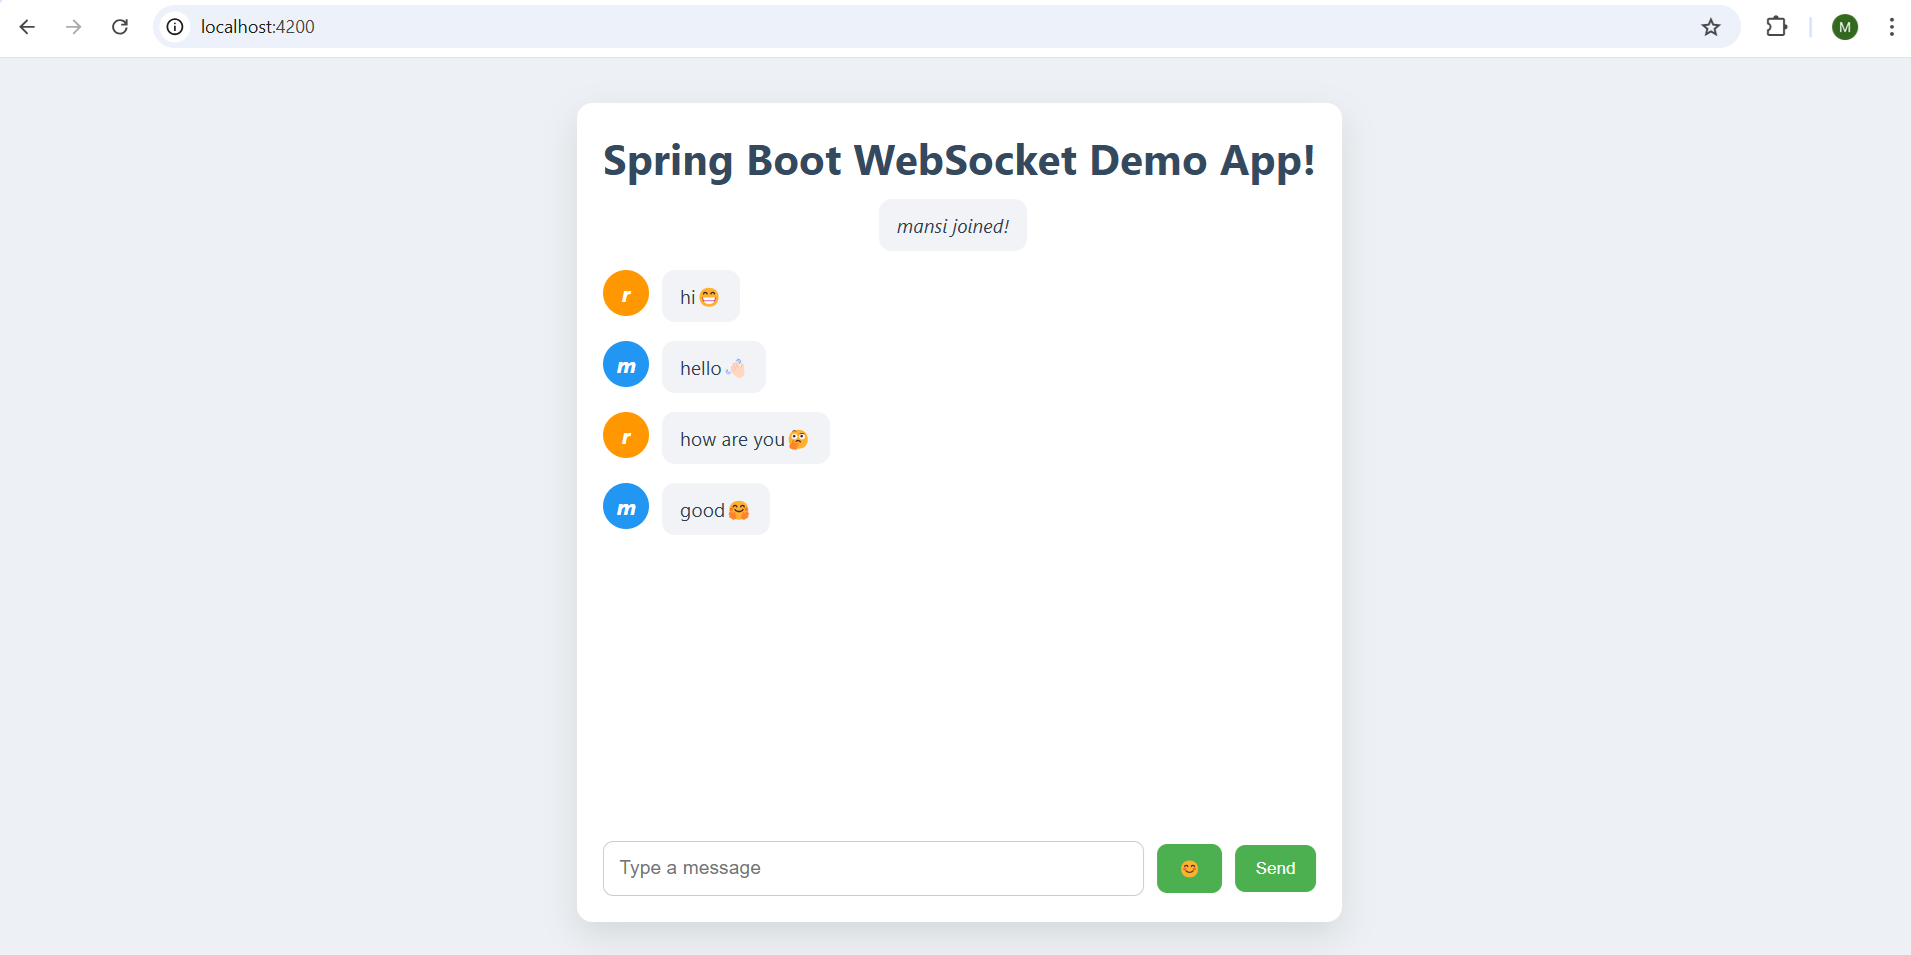 localhost:4200
M
Spring Boot WebSocket Demo App!
mansi joined!
r
hi😁
m
hello👋🏻
r
how are you🤔
m
good🤗
Type a message
😊
Send